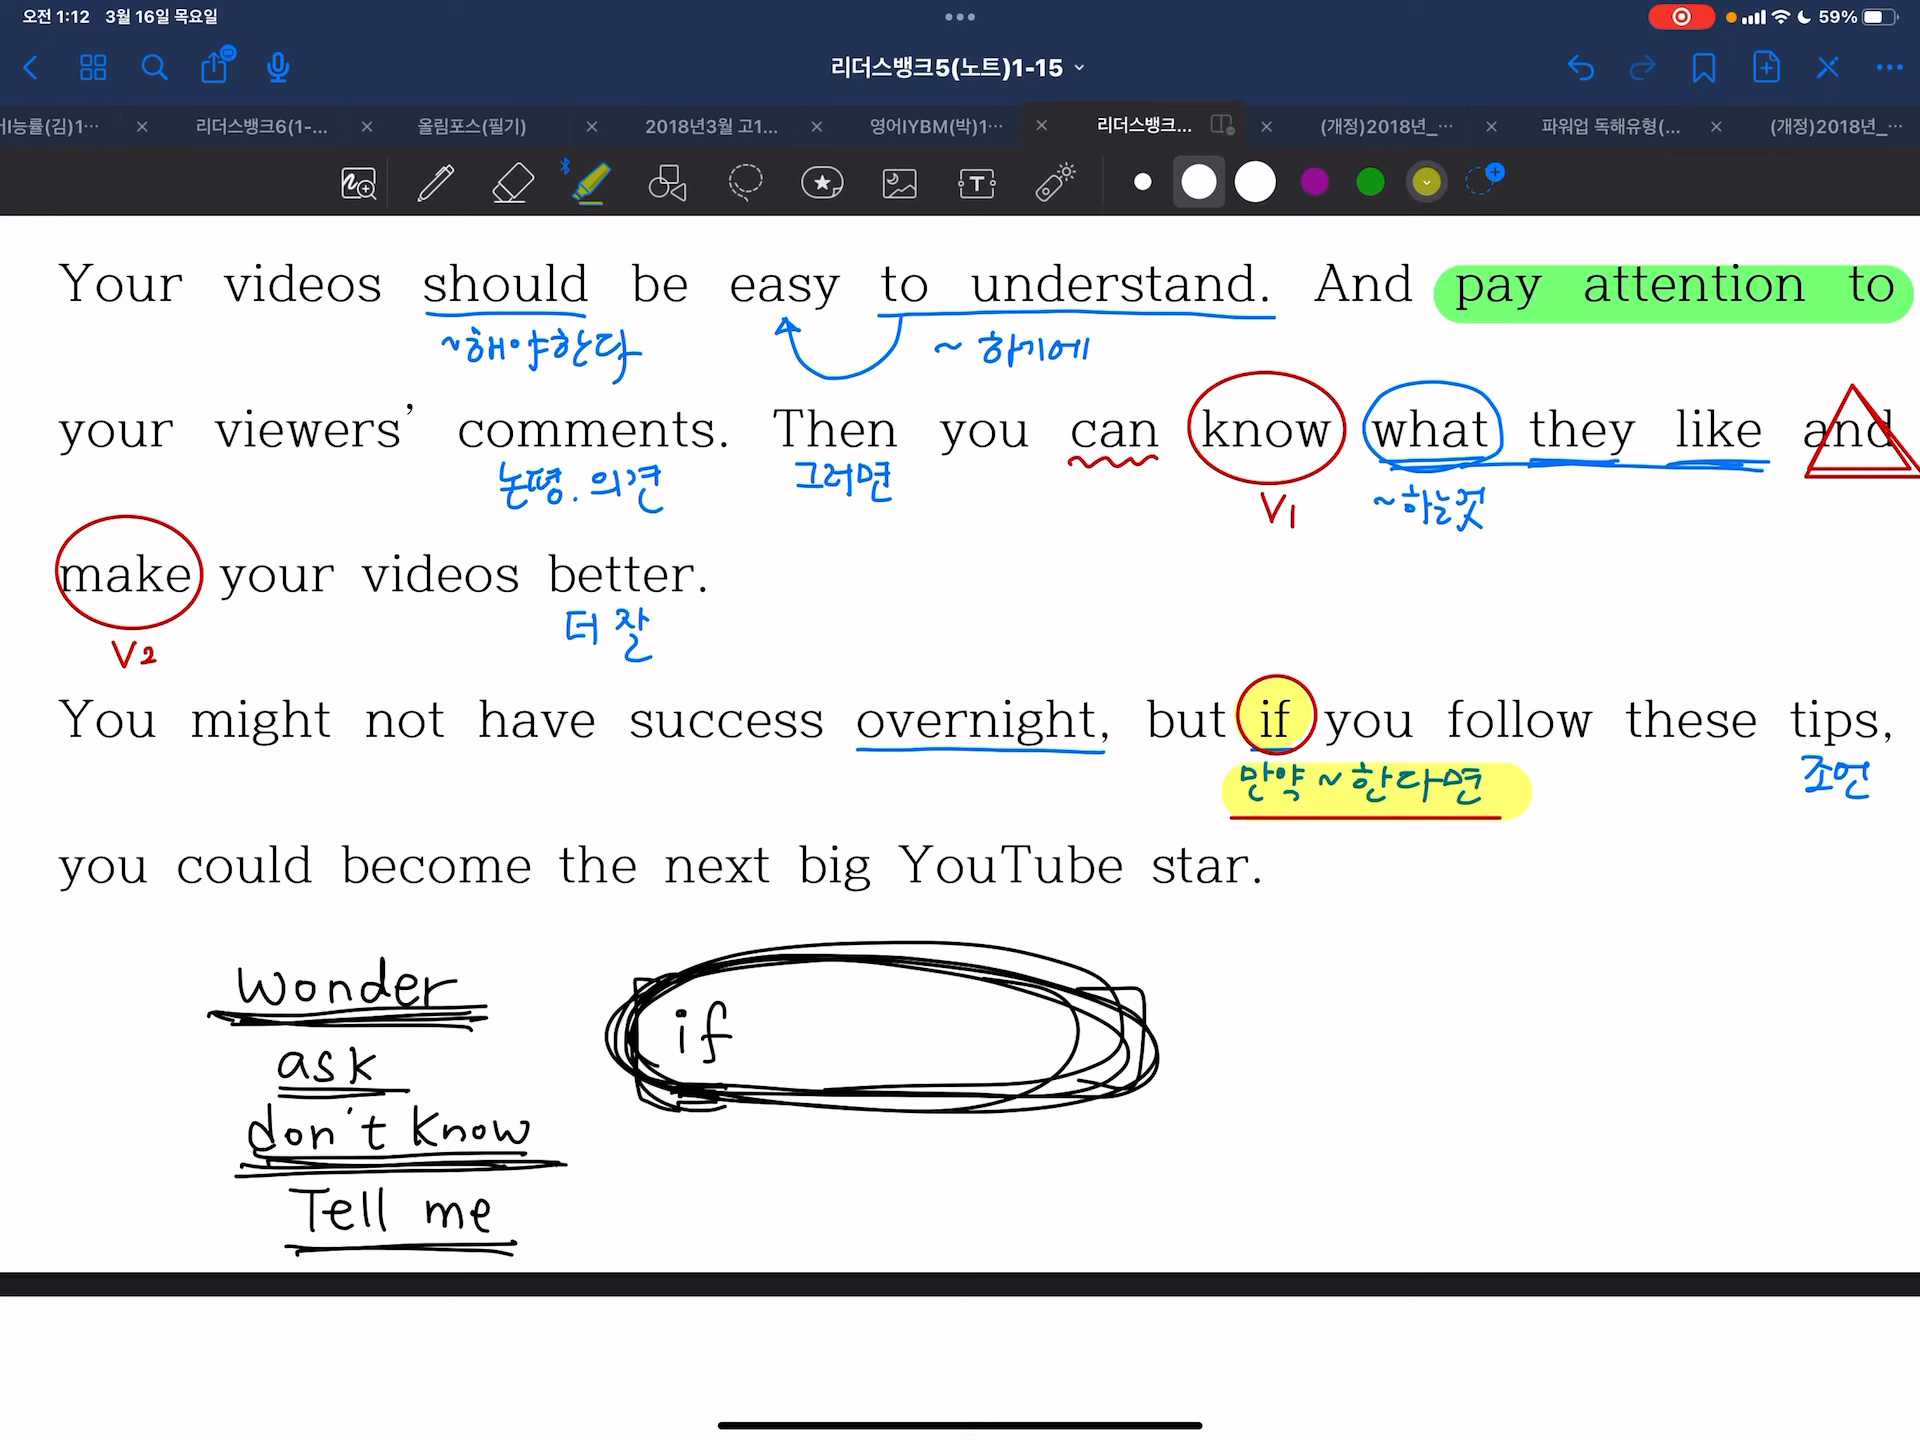 오전 1:12 3월 16일 목요일
59%
리더스뱅크5(노트)1-15
리더스뱅크6(1-...
올림포스(필기)
2018년3월 고1...
영어IYBM(박)1...
리더스뱅크...
(개정)2018년_...
파워업 독해유형(...
(개정)2018년_...
Your videos should be easy to understand. And pay attention to
~해야한다 ~하기에
your viewers' comments. Then you can know what they like and
논평. 의견 그러면 V1 ~하는것
make your videos better.
V2 더 잘
You might not have success overnight, but if you follow these tips,
만약 ~한다면 조언
you could become the next big YouTube star.
wonder
if
ask
don't know
Tell me